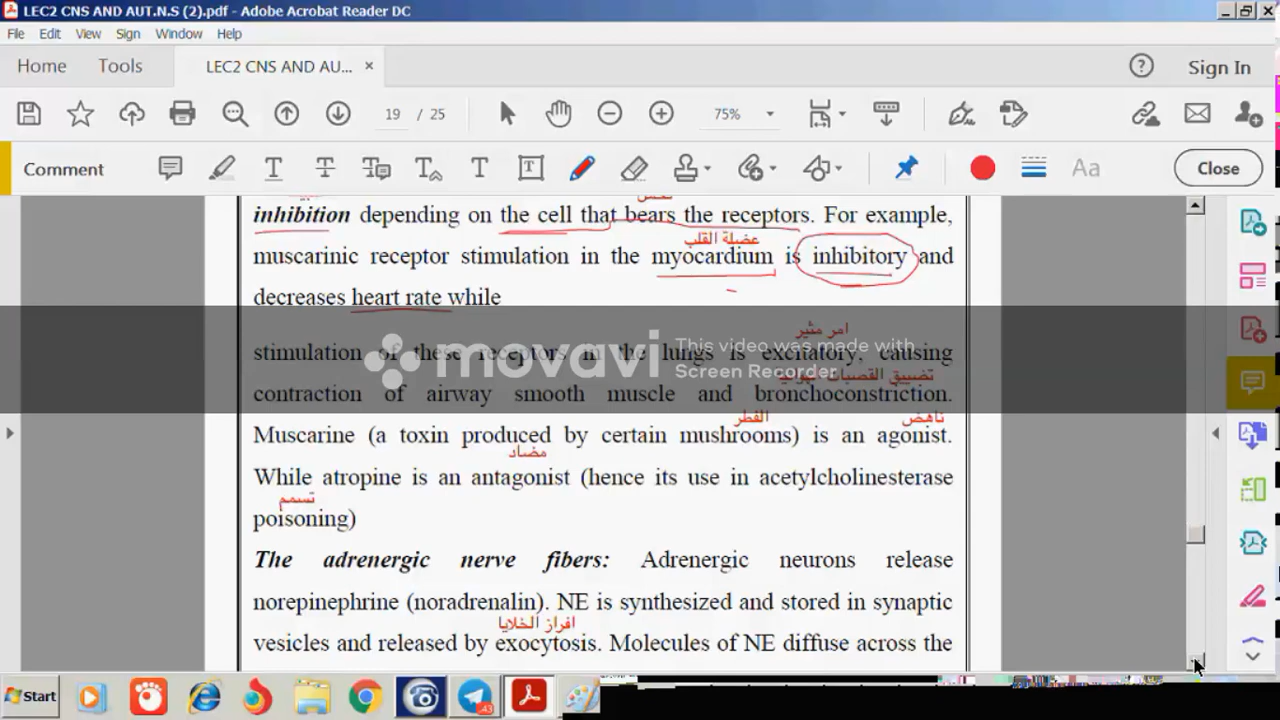 LEC2 CNS AND AUT.N.S (2).pdf - Adobe Acrobat Reader DC
File Edit View Sign Window Help
Home Tools LEC2 CNS AND AU... × ? Sign In
19 / 25 75%
Comment T T T T T Aa Close
inhibition depending on the cell that bears the receptors. For example,
عضيلة القلب
muscarinic receptor stimulation in the myocardium is inhibitory and
decreases heart rate while
امر مثير
stimulation of these receptors in the lungs is excitatory, causing
movavi This video was made with
Screen Recorder
تضييق القصبات
contraction of airway smooth muscle and bronchoconstriction.
الفطر ناهض
Muscarine (a toxin produced by certain mushrooms) is an agonist.
مضاد
While atropine is an antagonist (hence its use in acetylcholinesterase
تسمم
poisoning)
The adrenergic nerve fibers: Adrenergic neurons release
norepinephrine (noradrenalin). NE is synthesized and stored in synaptic
افراز الخلايا
vesicles and released by exocytosis. Molecules of NE diffuse across the
Start